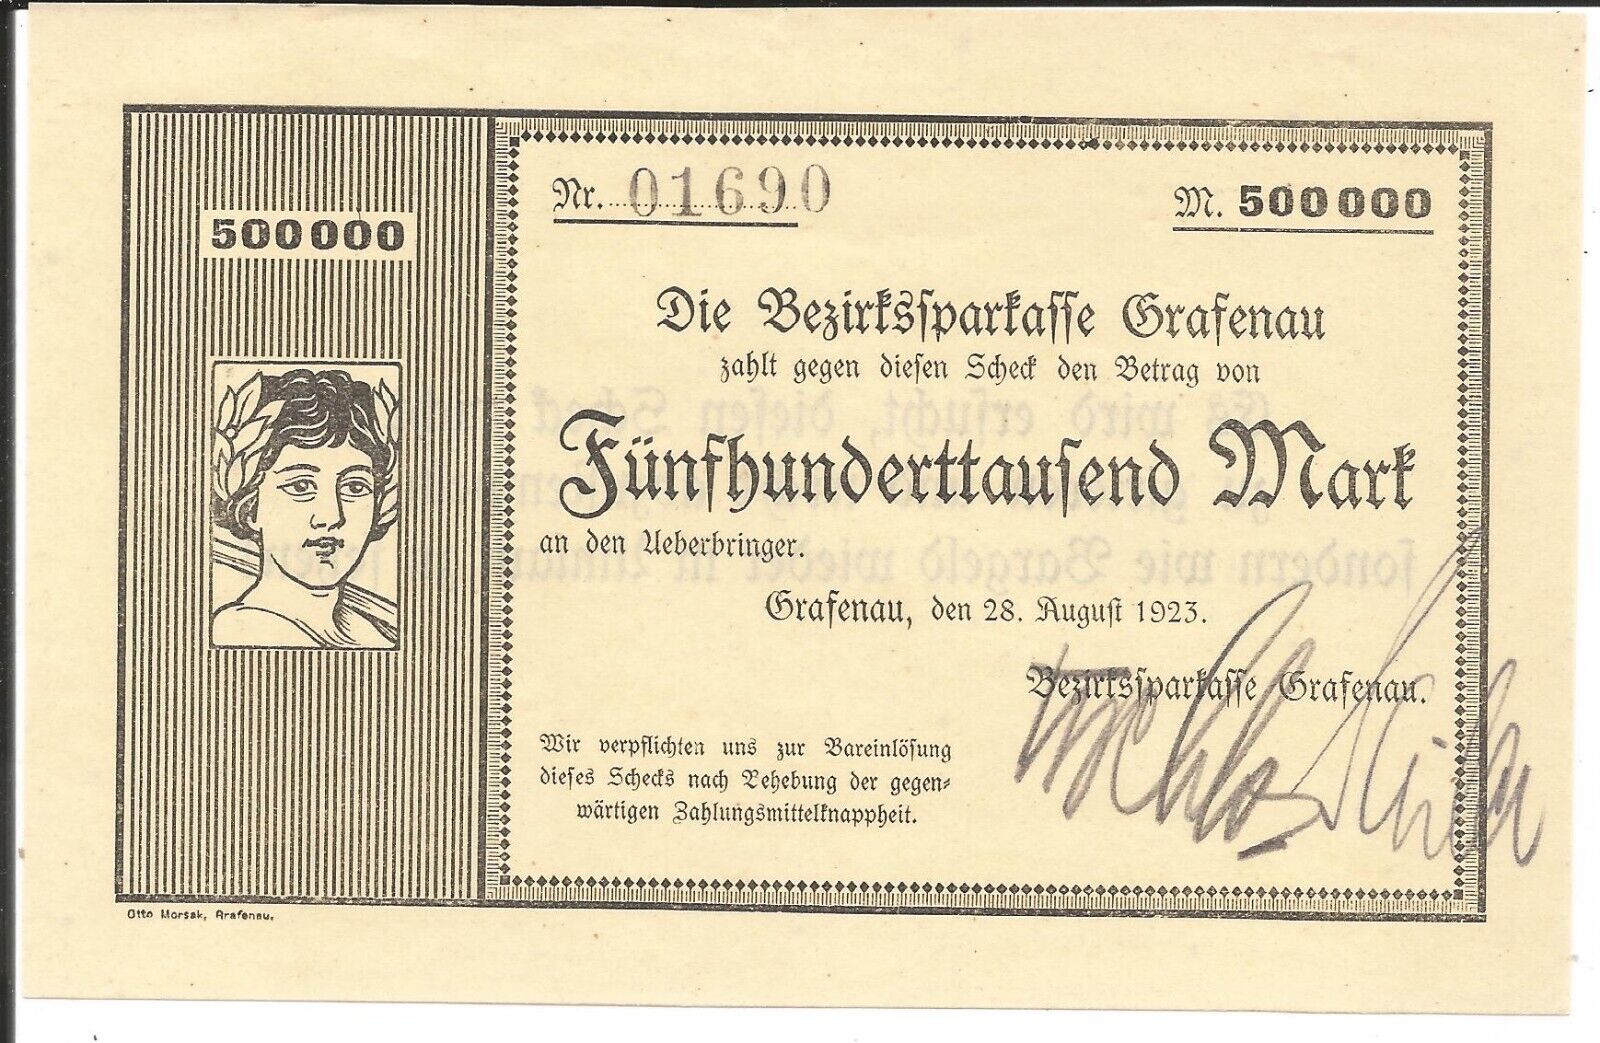 500000
Nr. 01690
M. 500000
Die Bezirkssparkasse Grafenau
zahlt gegen diesen Scheck den Betrag von
Fünfhunderttausend Mark
an den Ueberbringer.
Grafenau, den 28. August 1923.
Bezirkssparkasse Grafenau.
Wir verpflichten uns zur Bareinlösung
dieses Schecks nach Behebung der gegen-
wärtigen Zahlungsmittelknappheit.
Otto Morsak, Grafenau.